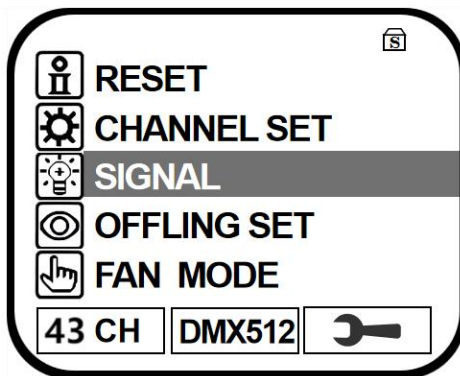 S
RESET
CHANNEL SET
SIGNAL
OFFLING SET
FAN MODE
43 CH DMX512